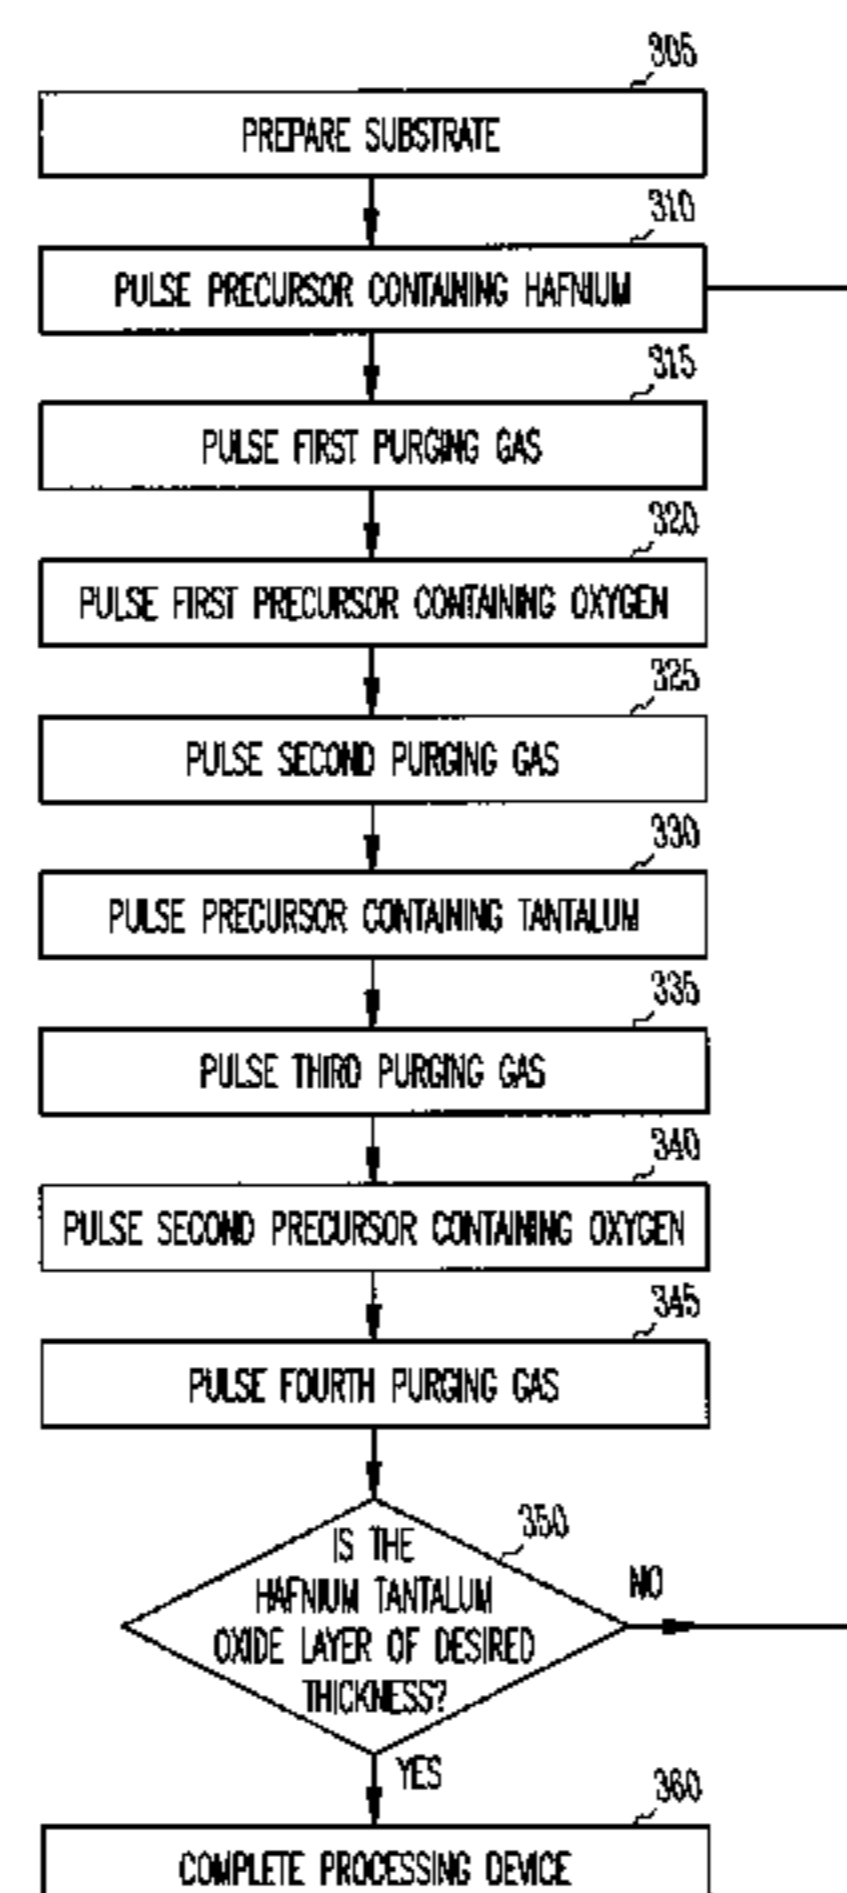 305
PREPARE SUBSTRATE
310
PULSE PRECURSOR CONTAINING HAFNIUM
315
PULSE FIRST PURGING GAS
320
PULSE FIRST PRECURSOR CONTAINING OXYGEN
325
PULSE SECOND PURGING GAS
330
PULSE PRECURSOR CONTAINING TANTALUM
335
PULSE THIRD PURGING GAS
340
PULSE SECOND PRECURSOR CONTAINING OXYGEN
345
PULSE FOURTH PURGING GAS
350
IS THE
HAFNIUM TANTALUM
OXIDE LAYER OF DESIRED
THICKNESS?
NO
YES
360
COMPLETE PROCESSING DEVICE